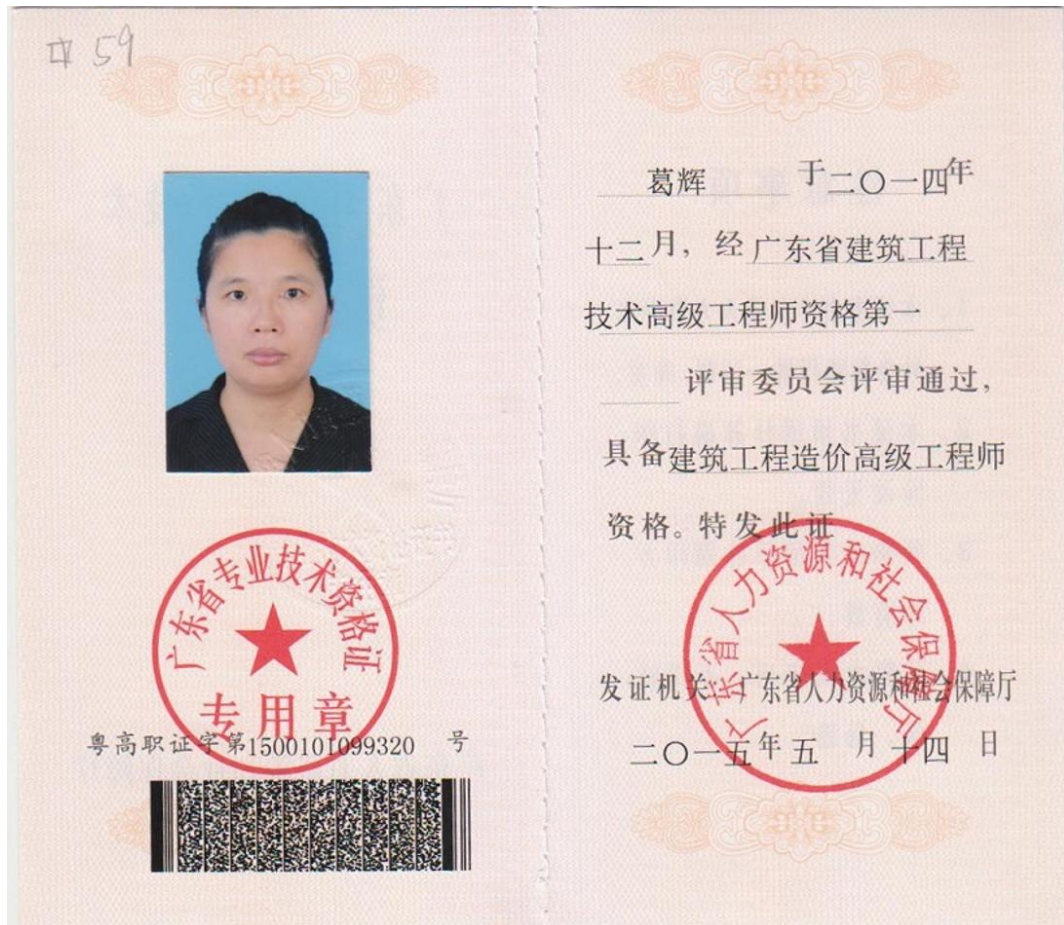 59
广东省专业技术资格证
专用章
粤高职证字第1500101099320 号
葛辉 于二〇一四年
十二月，经广东省建筑工程
技术高级工程师资格第一
评审委员会评审通过，
具备建筑工程造价高级工程师
资格。特发此证
广东省人力资源和社会保障厅
发证机关 广东省人力资源和社会保障厅
二〇一五年五 月十四 日